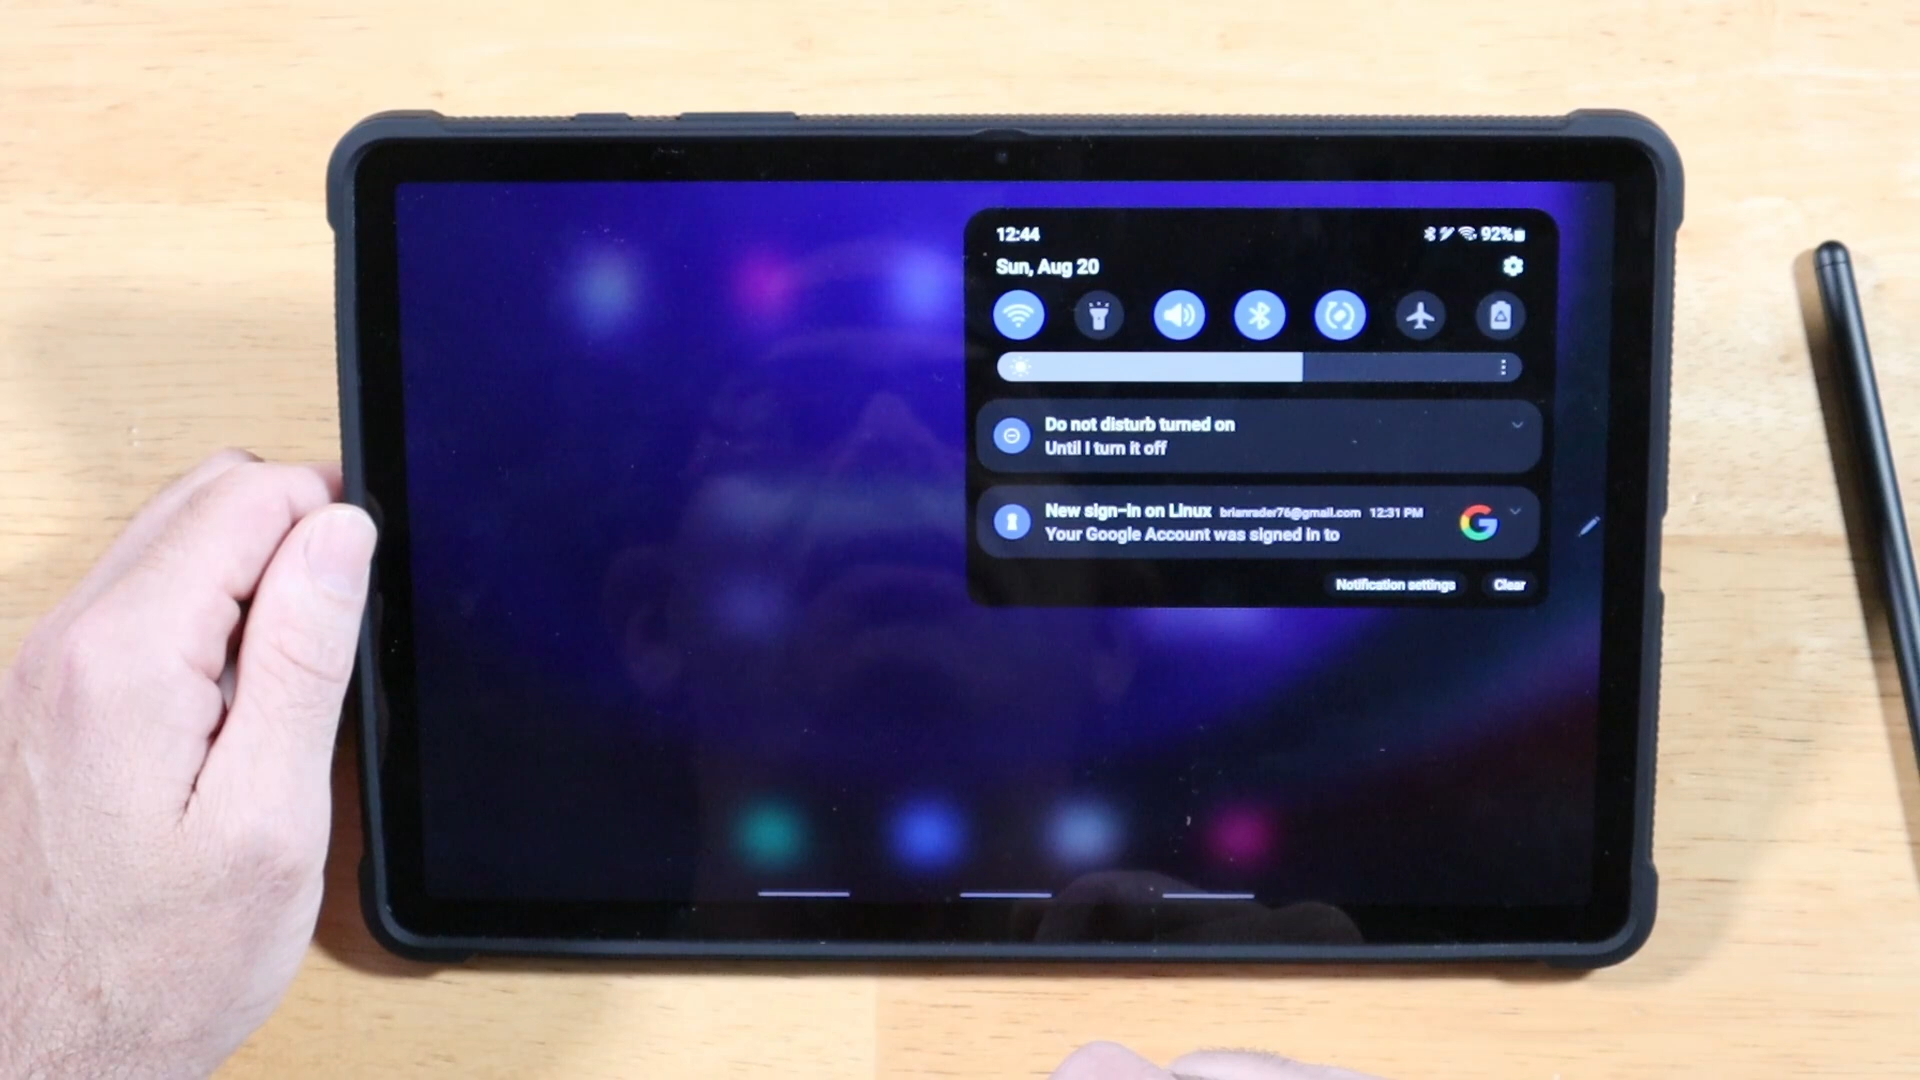 12:44 92%
Sun, Aug 20
Do not disturb turned on
Until I turn it off
New sign-in on Linux brianrader76@gmail.com 12:31 PM
Your Google Account was signed in to
Notification settings Clear